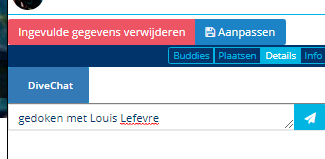 Ingevulde gegevens verwijderen Aanpassen
Buddies Plaatsen Details Info
DiveChat
gedoken met Louis Lefevre